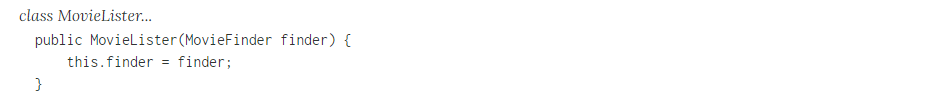 class MovieLister...
public MovieLister(MovieFinder finder) {
this.finder = finder;
}